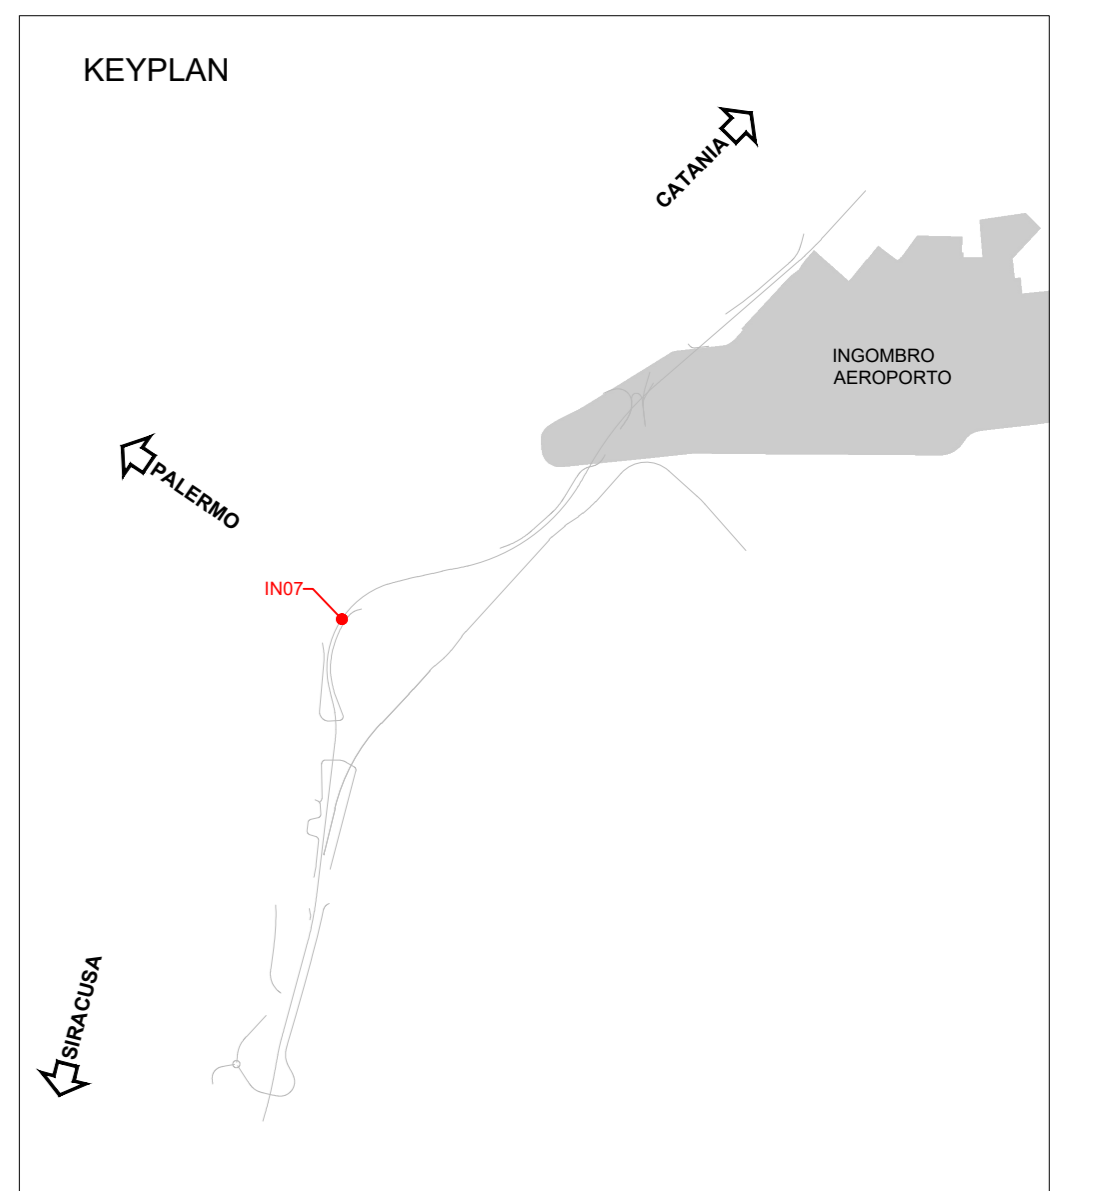 KEYPLAN
CATANIA
INGOMBRO
AEROPORTO
PALERMO
IN07
SIRACUSA